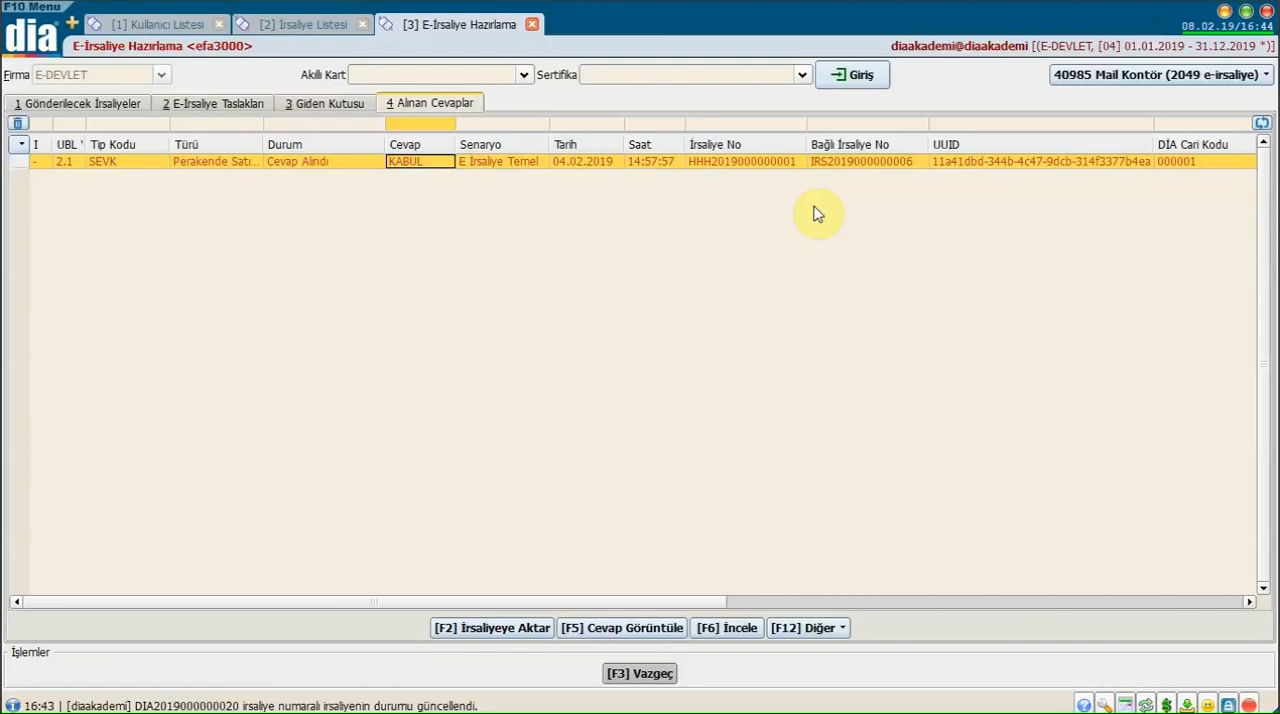 F10 Menu
[1] Kullanıcı Listesi [2] İrsaliye Listesi [3] E-İrsaliye Hazırlama
08.02.19/16:44
dia
E-İrsaliye Hazırlama <efa3000>
diaakademi@diaakademi [(E-DEVLET, [04] 01.01.2019 - 31.12.2019 *)]
Firma E-DEVLET Akıllı Kart Sertifika Giriş 40985 Mail Kontör (2049 e-irsaliye)
1 Gönderilecek İrsaliyeler 2 E-İrsaliye Taslakları 3 Giden Kutusu 4 Alınan Cevaplar
I UBL Tip Kodu Türü Durum Cevap Senaryo Tarih Saat İrsaliye No Bağlı İrsaliye No UUID DİA Cari Kodu
- 2.1 SEVK Perakende Satı... Cevap Alındı KABUL E İrsaliye Temel 04.02.2019 14:57:57 HHH2019000000001 IRS2019000000006 11a41dbd-344b-4c47-9dcb-314f3377b4ea 000001
[F2] İrsaliyeye Aktar [F5] Cevap Görüntüle [F6] İncele [F12] Diğer
İşlemler
[F3] Vazgeç
16:43 | [diaakademi] DIA2019000000020 irsaliye numaralı irsaliyenin durumu güncellendi.